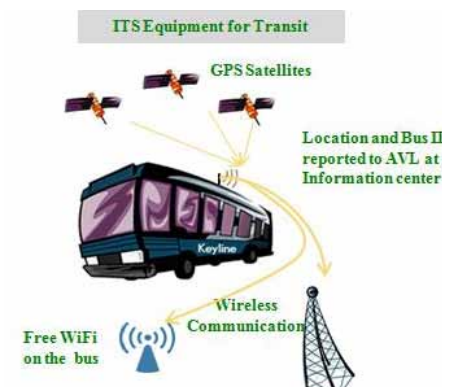 ITS Equipment for Transit
GPS Satellites
Location and Bus
reported to AVL at
Information center
Keyline
Wireless
Communication
Free WiFi
on the bus